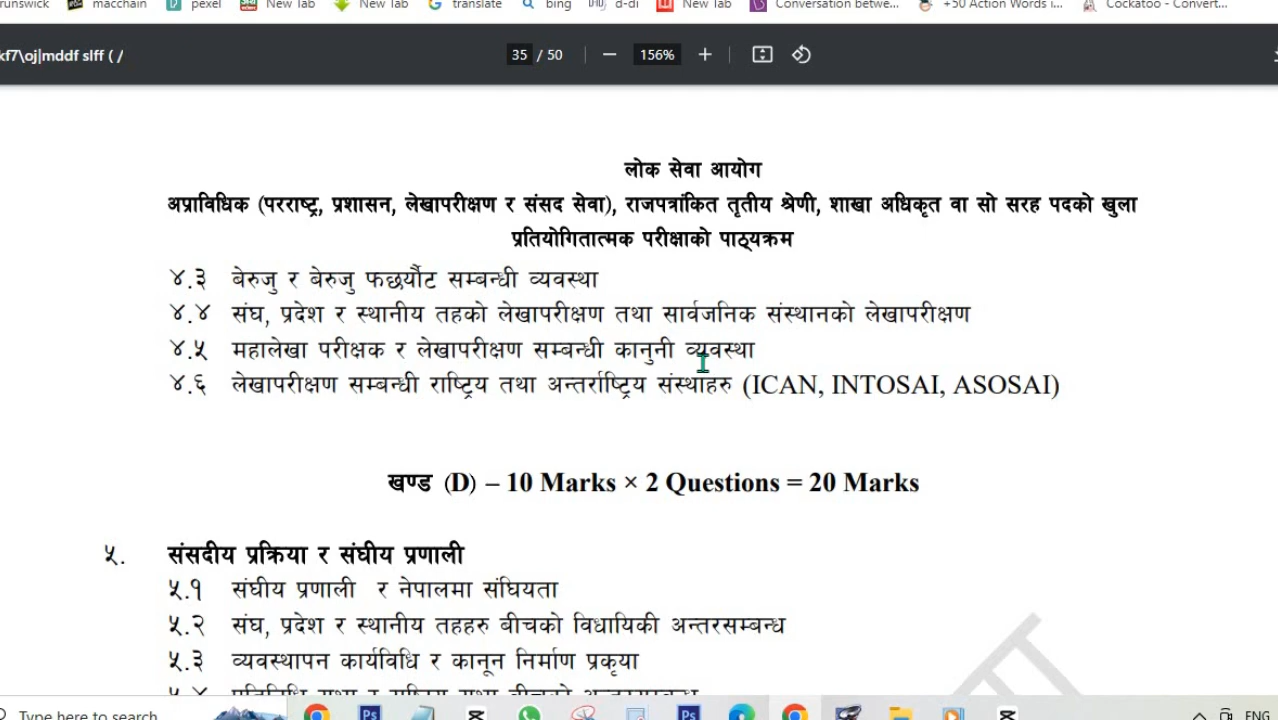 macchain pexel New Tab New Tab translate bing d-di New Tab Conversation betwe... +50 Action Words i... Cockatoo - Convert...
kf7\oj|mddf slff ( / 35 / 50 156%
लोक सेवा आयोग
अप्राविधिक (परराष्ट्र, प्रशासन, लेखापरीक्षण र संसद सेवा), राजपत्रांकित तृतीय श्रेणी, शाखा अधिकृत वा सो सरह पदको खुला
प्रतियोगितात्मक परीक्षाको पाठ्यक्रम
४.३ बेरुजु र बेरुजु फछर्यौट सम्बन्धी व्यवस्था
४.४ संघ, प्रदेश र स्थानीय तहको लेखापरीक्षण तथा सार्वजनिक संस्थानको लेखापरीक्षण
४.५ महालेखा परीक्षक र लेखापरीक्षण सम्बन्धी कानुनी व्यवस्था
४.६ लेखापरीक्षण सम्बन्धी राष्ट्रिय तथा अन्तर्राष्ट्रिय संस्थाहरु (ICAN, INTOSAI, ASOSAI)
खण्ड (D) – 10 Marks × 2 Questions = 20 Marks
५. संसदीय प्रक्रिया र संघीय प्रणाली
५.१ संघीय प्रणाली र नेपालमा संघियता
५.२ संघ, प्रदेश र स्थानीय तहहरु बीचको विधायिकी अन्तरसम्बन्ध
५.३ व्यवस्थापन कार्यविधि र कानून निर्माण प्रकृया
Type here to search ENG